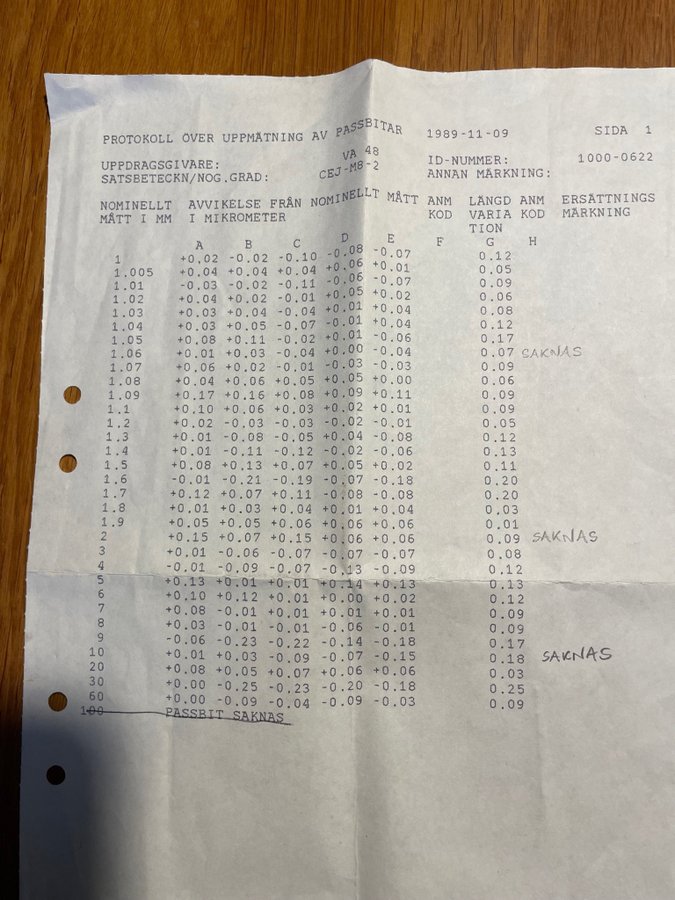 PROTOKOLL ÖVER UPPMÄTNING AV PASSBITAR 1989-11-09 SIDA 1
UPPDRAGSGIVARE: VA 48 ID-NUMMER: 1000-0622
SATSBETECKN/NOG.GRAD: CEJ-M8-2 ANNAN MÄRKNING:
NOMINELLT AVVIKELSE FRÅN NOMINELLT MÅTT ANM LÄNGD ANM ERSÄTTNINGS
MÅTT I MM I MIKROMETER KOD VARIA KOD MÄRKNING
TION
A B C D E F G H
1 +0.02 -0.02 -0.10 -0.08 -0.07 0.12
1.005 +0.04 +0.04 +0.04 +0.06 +0.01 0.05
1.01 -0.03 -0.02 -0.11 -0.06 -0.07 0.09
1.02 +0.04 +0.02 -0.01 +0.05 +0.02 0.06
1.03 +0.03 +0.04 -0.04 +0.01 +0.04 0.08
1.04 +0.03 +0.05 -0.07 -0.01 +0.04 0.12
1.05 +0.08 +0.11 -0.02 +0.01 -0.06 0.17
1.06 +0.01 +0.03 -0.04 +0.00 -0.04 0.07 SAKNAS
1.07 +0.06 +0.02 -0.01 -0.03 -0.03 0.09
1.08 +0.04 +0.06 +0.05 +0.05 +0.00 0.06
1.09 +0.17 +0.16 +0.08 +0.09 +0.11 0.09
1.1 +0.10 +0.06 +0.03 +0.02 +0.01 0.09
1.2 +0.02 -0.03 -0.03 -0.02 -0.01 0.05
1.3 +0.01 -0.08 -0.05 +0.04 -0.08 0.12
1.4 +0.01 -0.11 -0.12 -0.02 -0.06 0.13
1.5 +0.08 +0.13 +0.07 +0.05 +0.02 0.11
1.6 -0.01 -0.21 -0.19 -0.07 -0.18 0.20
1.7 +0.12 +0.07 +0.11 -0.08 -0.08 0.20
1.8 +0.01 +0.03 +0.04 +0.01 +0.04 0.03
1.9 +0.05 +0.05 +0.06 +0.06 +0.06 0.01
2 +0.15 +0.07 +0.15 +0.06 +0.06 0.09 SAKNAS
3 +0.01 -0.06 -0.07 -0.07 -0.07 0.08
4 -0.01 -0.09 -0.07 -0.13 -0.09 0.12
5 +0.13 +0.01 +0.01 +0.14 +0.13 0.13
6 +0.10 +0.12 +0.01 +0.00 +0.02 0.12
7 +0.08 -0.01 +0.01 +0.01 +0.01 0.09
8 +0.03 -0.01 -0.01 -0.06 -0.01 0.09
9 -0.06 -0.23 -0.22 -0.14 -0.18 0.17
10 +0.01 +0.03 -0.09 -0.07 -0.15 0.18 SAKNAS
20 +0.08 +0.05 +0.07 +0.06 +0.06 0.03
30 +0.00 -0.25 -0.23 -0.20 -0.18 0.25
60 +0.00 -0.09 -0.04 -0.09 -0.03 0.09
100 PASSBIT SAKNAS